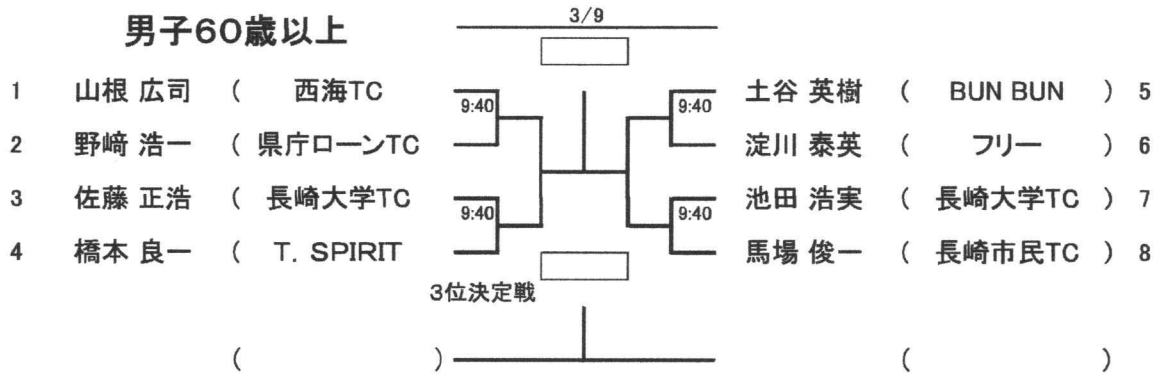 3/9
男子60歳以上
1 山根 広司 ( 西海TC 9:40 9:40 土谷 英樹 ( BUN BUN ) 5
2 野﨑 浩一 ( 県庁ローンTC 淀川 泰英 ( フリー ) 6
3 佐藤 正浩 ( 長崎大学TC 9:40 9:40 池田 浩実 ( 長崎大学TC ) 7
4 橋本 良一 ( T. SPIRIT 馬場 俊一 ( 長崎市民TC ) 8
3位決定戦
( ) ( )